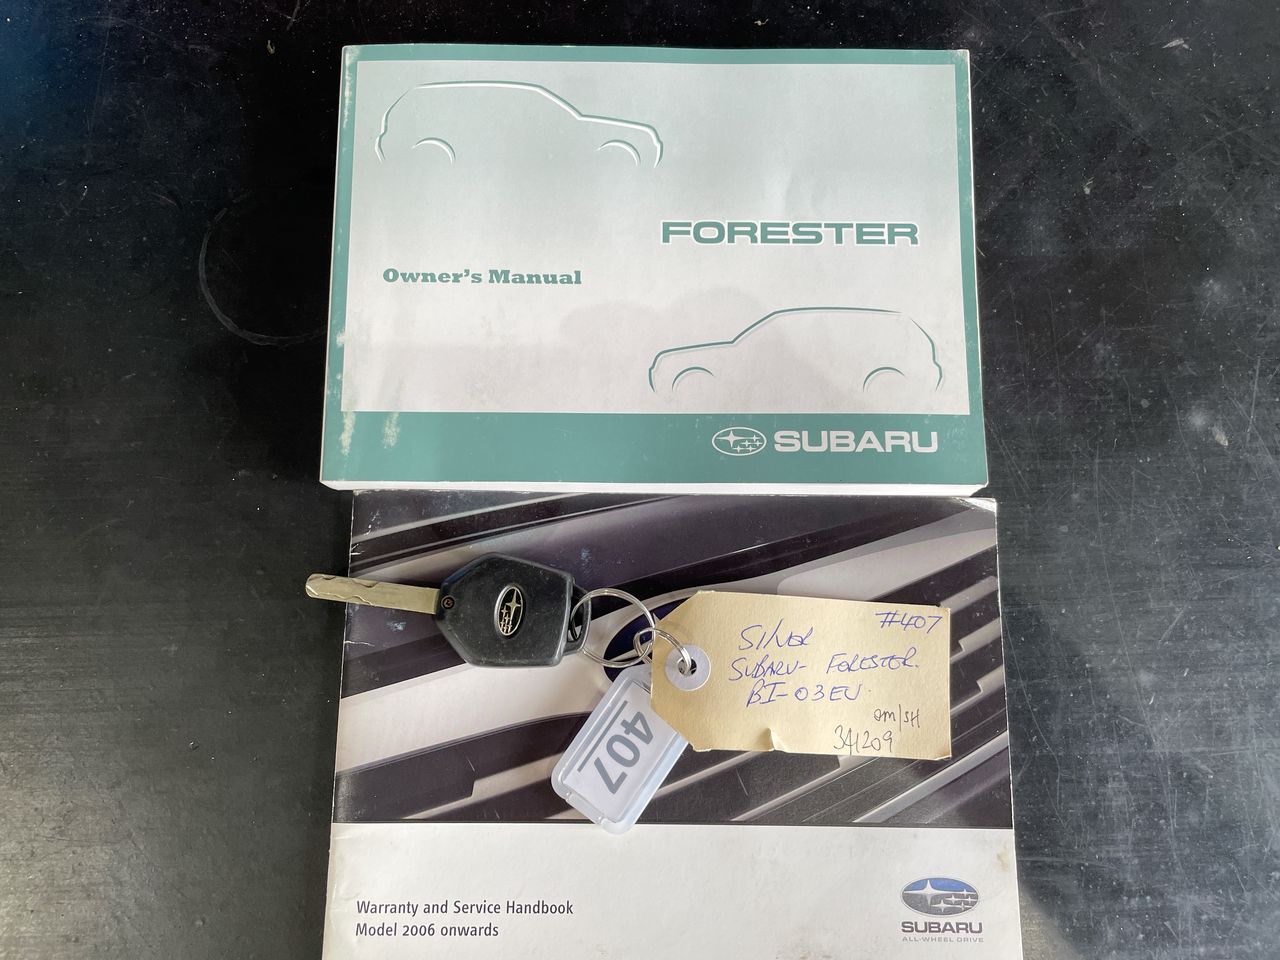 FORESTER
Owner's Manual
SUBARU
#407
Silver
SUBARU- FORESTER.
BI-03EU
om/SH
341209
407
Warranty and Service Handbook
Model 2006 onwards
SUBARU
ALL-WHEEL DRIVE